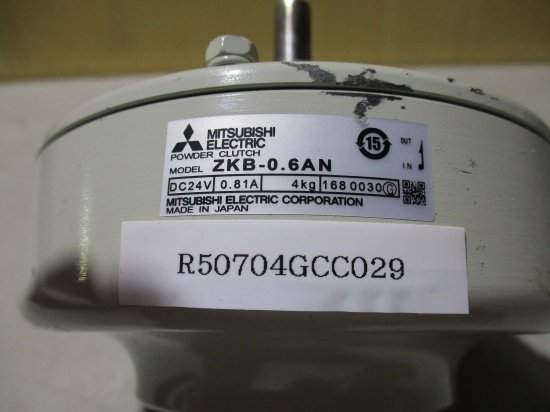 MITSUBISHI
ELECTRIC
POWDER CLUTCH
MODEL ZKB-0.6AN
DC24V 0.81A 4kg 1680030Ⓖ
MITSUBISHI ELECTRIC CORPORATION
MADE IN JAPAN
15
OUT
IN
R50704GCC029